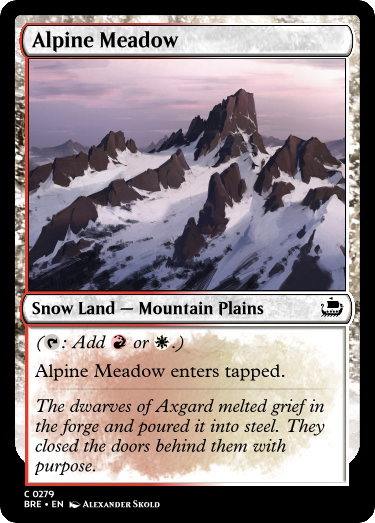 Alpine Meadow
Snow Land — Mountain Plains
(: Add or .)
Alpine Meadow enters tapped.
The dwarves of Axgard melted grief in
the forge and poured it into steel. They
closed the doors behind them with
purpose.
C 0279
BRE • EN Alexander Skold